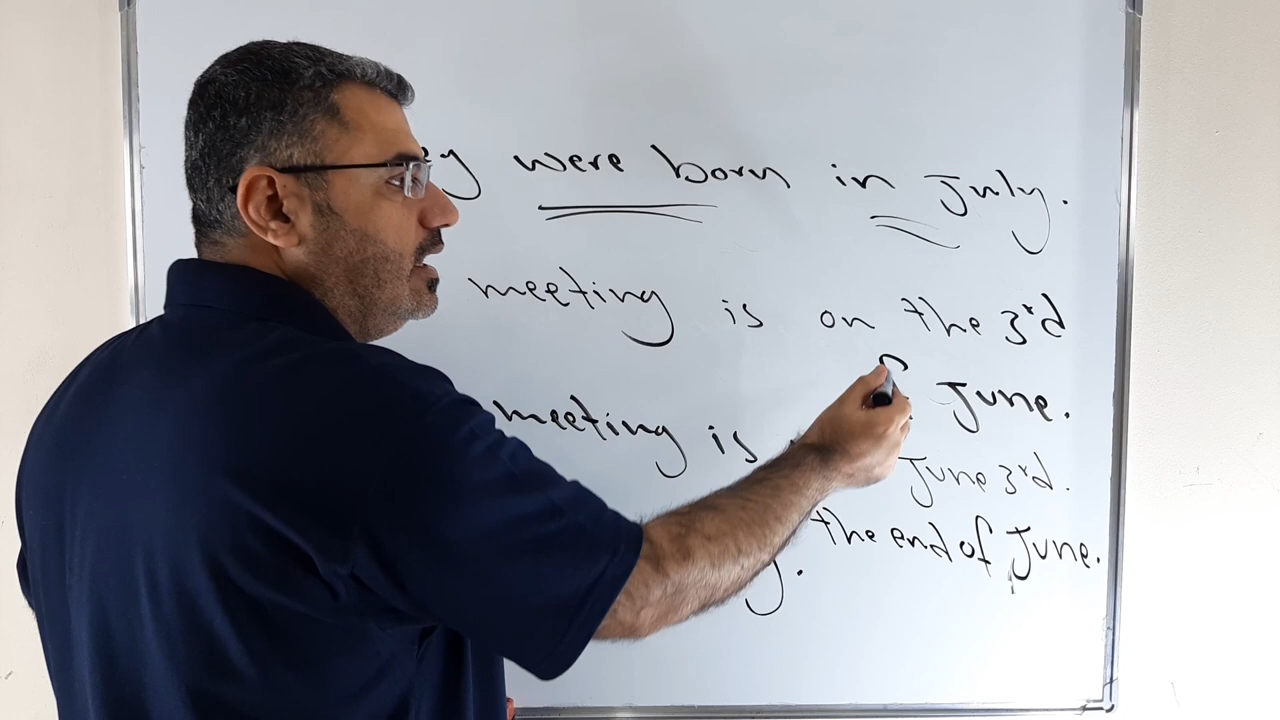 were born in July.
meeting is on the 3rd
June.
meeting is
June 3rd.
the end of June.